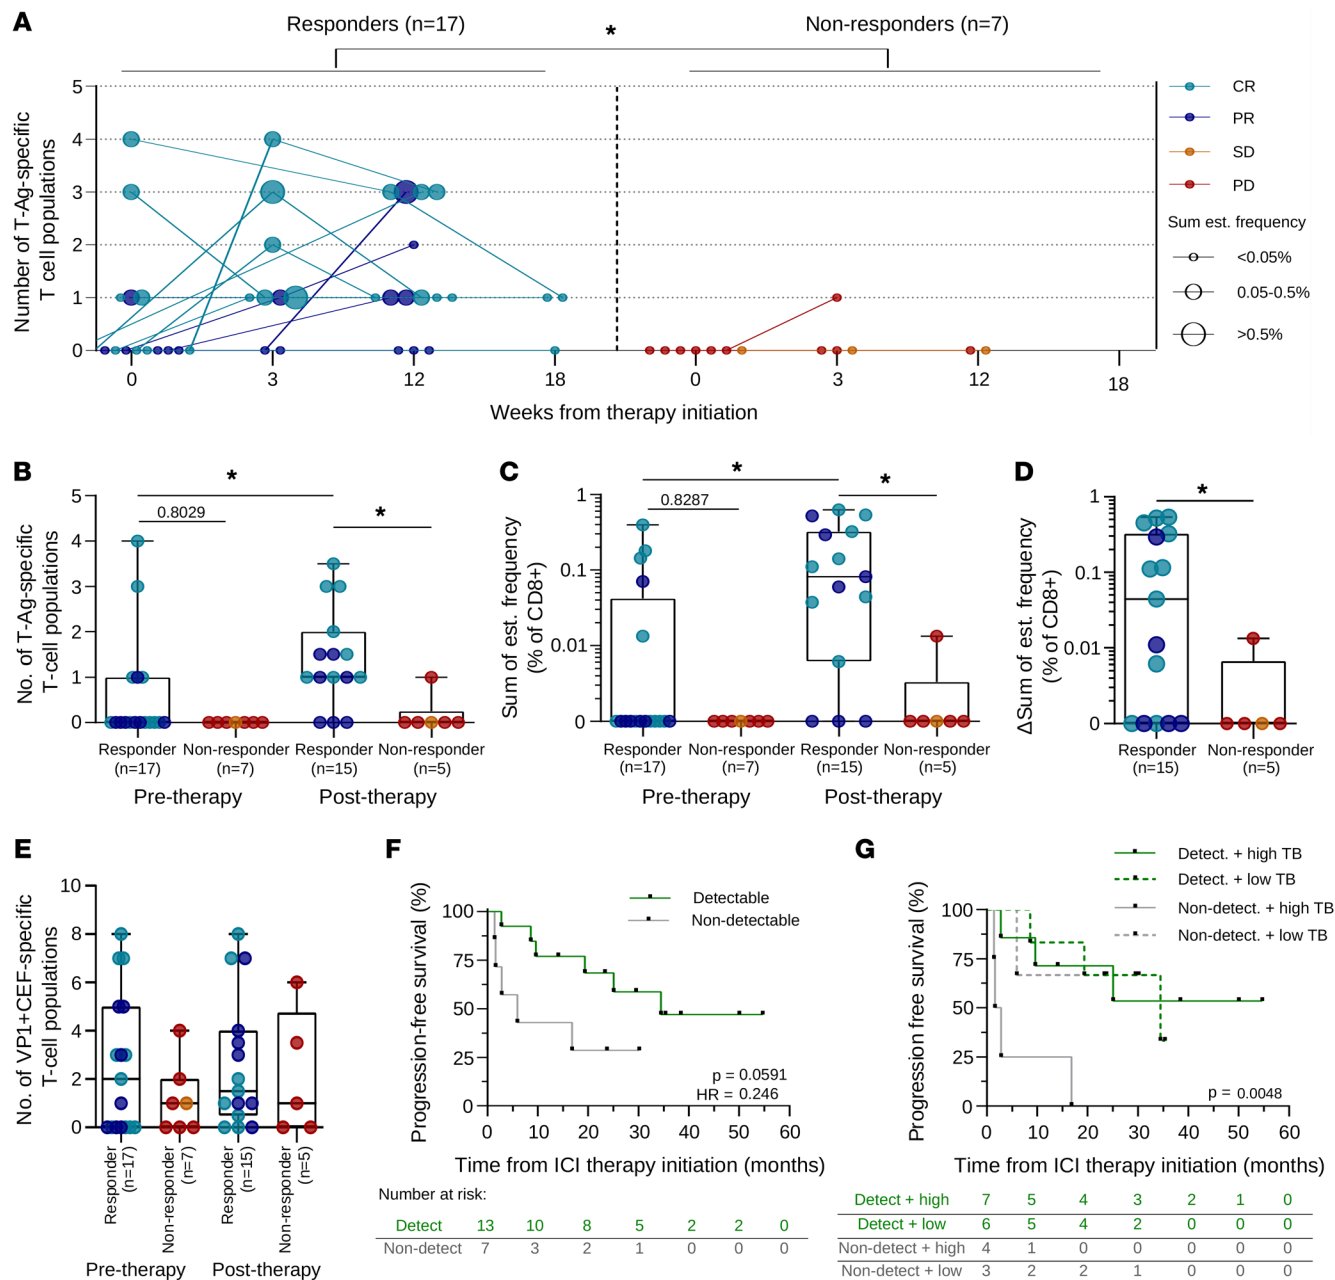 A
Responders (n=17)
*
Non-responders (n=7)
Number of T-Ag-specific
T cell populations
5
4
3
2
1
0
0
3
12
18
0
3
12
18
Weeks from therapy initiation
CR
PR
SD
PD
Sum est. frequency
<0.05%
0.05-0.5%
>0.5%
B
No. of T-Ag-specific
T-cell populations
5
4
3
2
1
0
*
0.8029
*
Responder
(n=17)
Non-responder
(n=7)
Responder
(n=15)
Non-responder
(n=5)
Pre-therapy
Post-therapy
C
Sum of est. frequency
(% of CD8+)
1
0.1
0.01
0
*
0.8287
*
Responder
(n=17)
Non-responder
(n=7)
Responder
(n=15)
Non-responder
(n=5)
Pre-therapy
Post-therapy
D
ΔSum of est. frequency
(% of CD8+)
1
0.1
0.01
0
*
Responder
(n=15)
Non-responder
(n=5)
E
No. of VP1+CEF-specific
T-cell populations
10
8
6
4
2
0
Responder
(n=17)
Non-responder
(n=7)
Responder
(n=15)
Non-responder
(n=5)
Pre-therapy
Post-therapy
F
Progression-free survival (%)
100
75
50
25
0
Detectable
Non-detectable
p = 0.0591
HR = 0.246
0 10 20 30 40 50 60
Time from ICI therapy initiation (months)
Number at risk:
Detect 13 10 8 5 2 2 0
Non-detect 7 3 2 1 0 0 0
G
Detect. + high TB
Detect. + low TB
Non-detect. + high TB
Non-detect. + low TB
Progression free survival (%)
100
75
50
25
0
p = 0.0048
0 10 20 30 40 50 60
Time from ICI therapy initiation (months)
Detect + high 7 5 4 3 2 1 0
Detect + low 6 5 4 2 0 0 0
Non-detect + high 4 1 0 0 0 0 0
Non-detect + low 3 2 2 1 0 0 0